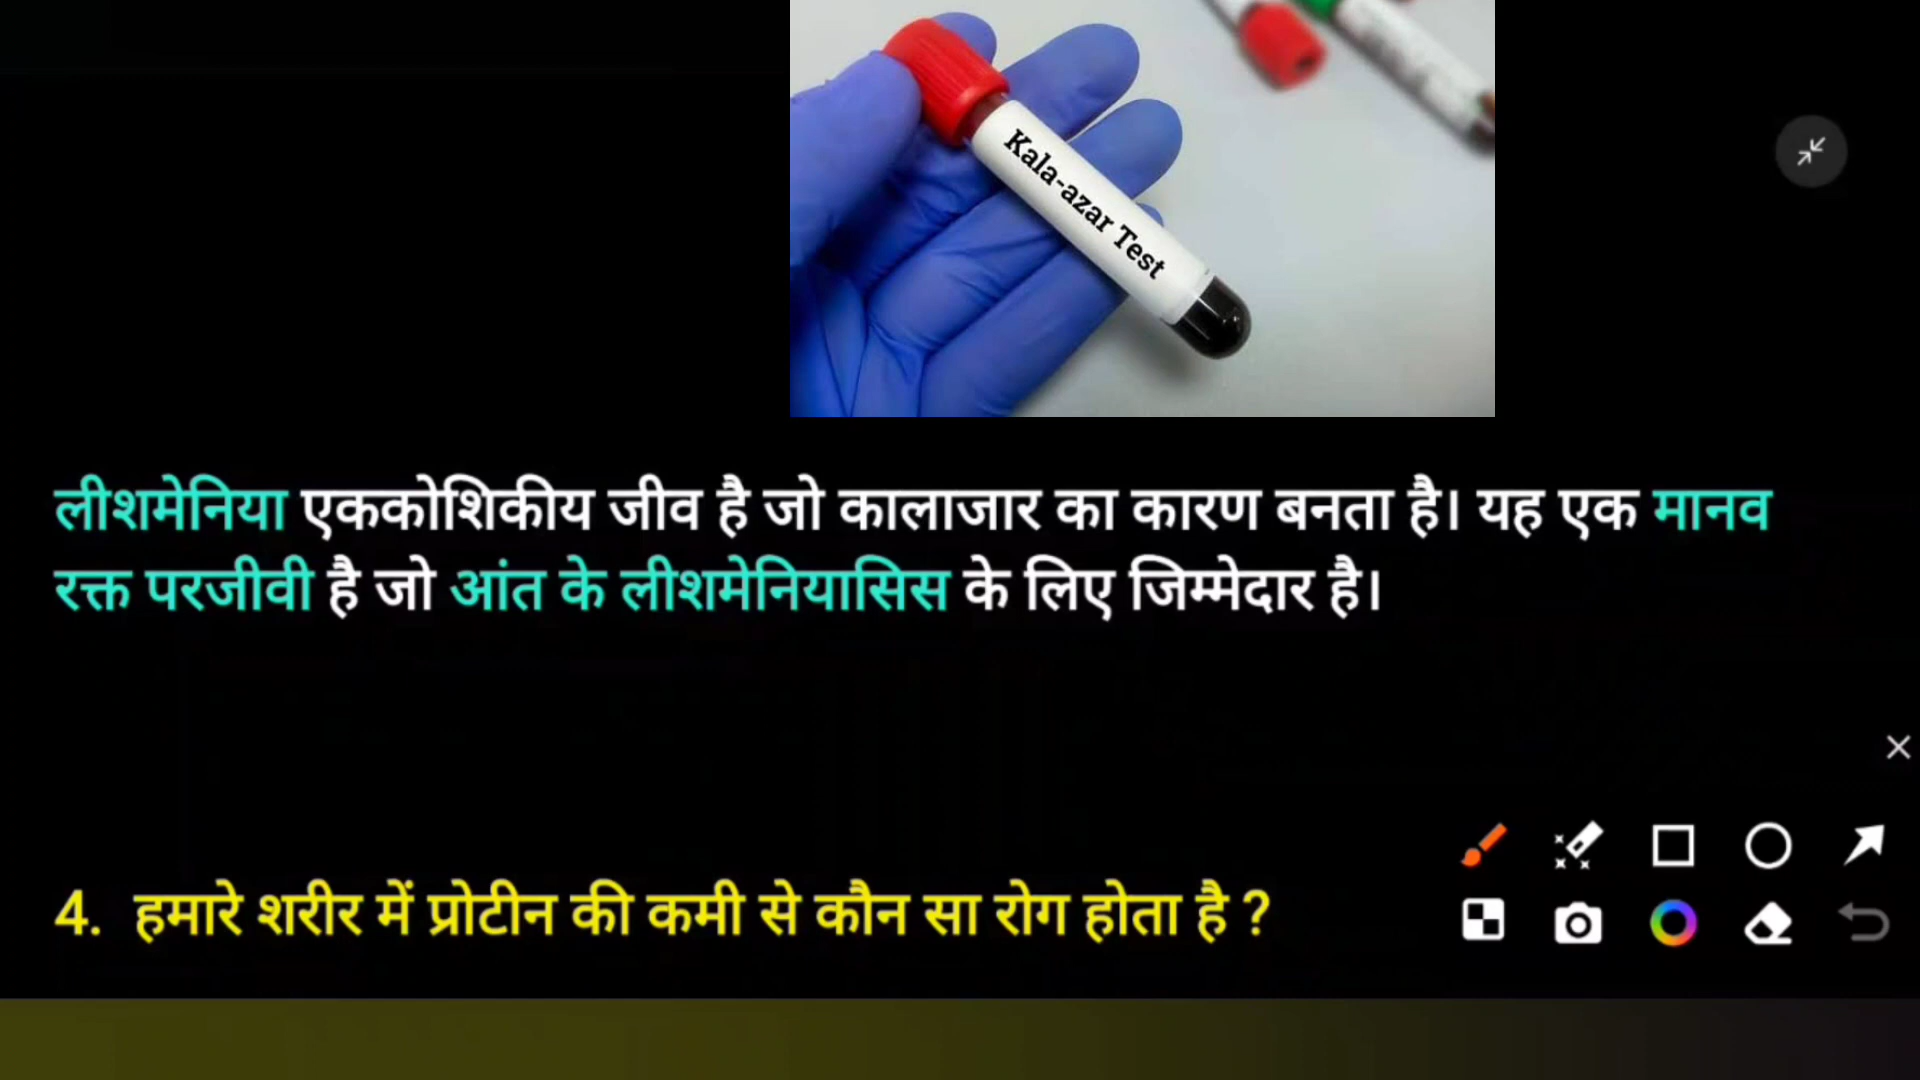 Kala-azar Test
लीशमेनिया एककोशिकीय जीव है जो कालाजार का कारण बनता है। यह एक मानव
रक्त परजीवी है जो आंत के लीशमेनियासिस के लिए जिम्मेदार है।
4. हमारे शरीर में प्रोटीन की कमी से कौन सा रोग होता है ?